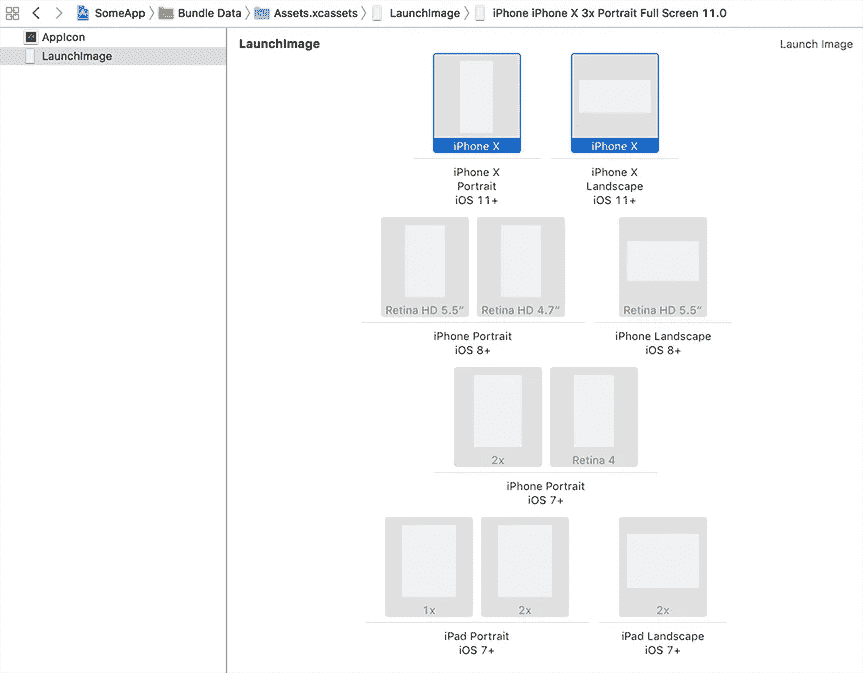 SomeApp Bundle Data Assets.xcassets LaunchImage iPhone iPhone X 3x Portrait Full Screen 11.0
AppIcon
LaunchImage
LaunchImage
Launch Image
iPhone X
iPhone X
iPhone X
Portrait
iOS 11+
iPhone X
Landscape
iOS 11+
Retina HD 5.5″
Retina HD 4.7″
Retina HD 5.5″
iPhone Portrait
iOS 8+
iPhone Landscape
iOS 8+
2x
Retina 4
iPhone Portrait
iOS 7+
1x
2x
2x
iPad Portrait
iOS 7+
iPad Landscape
iOS 7+